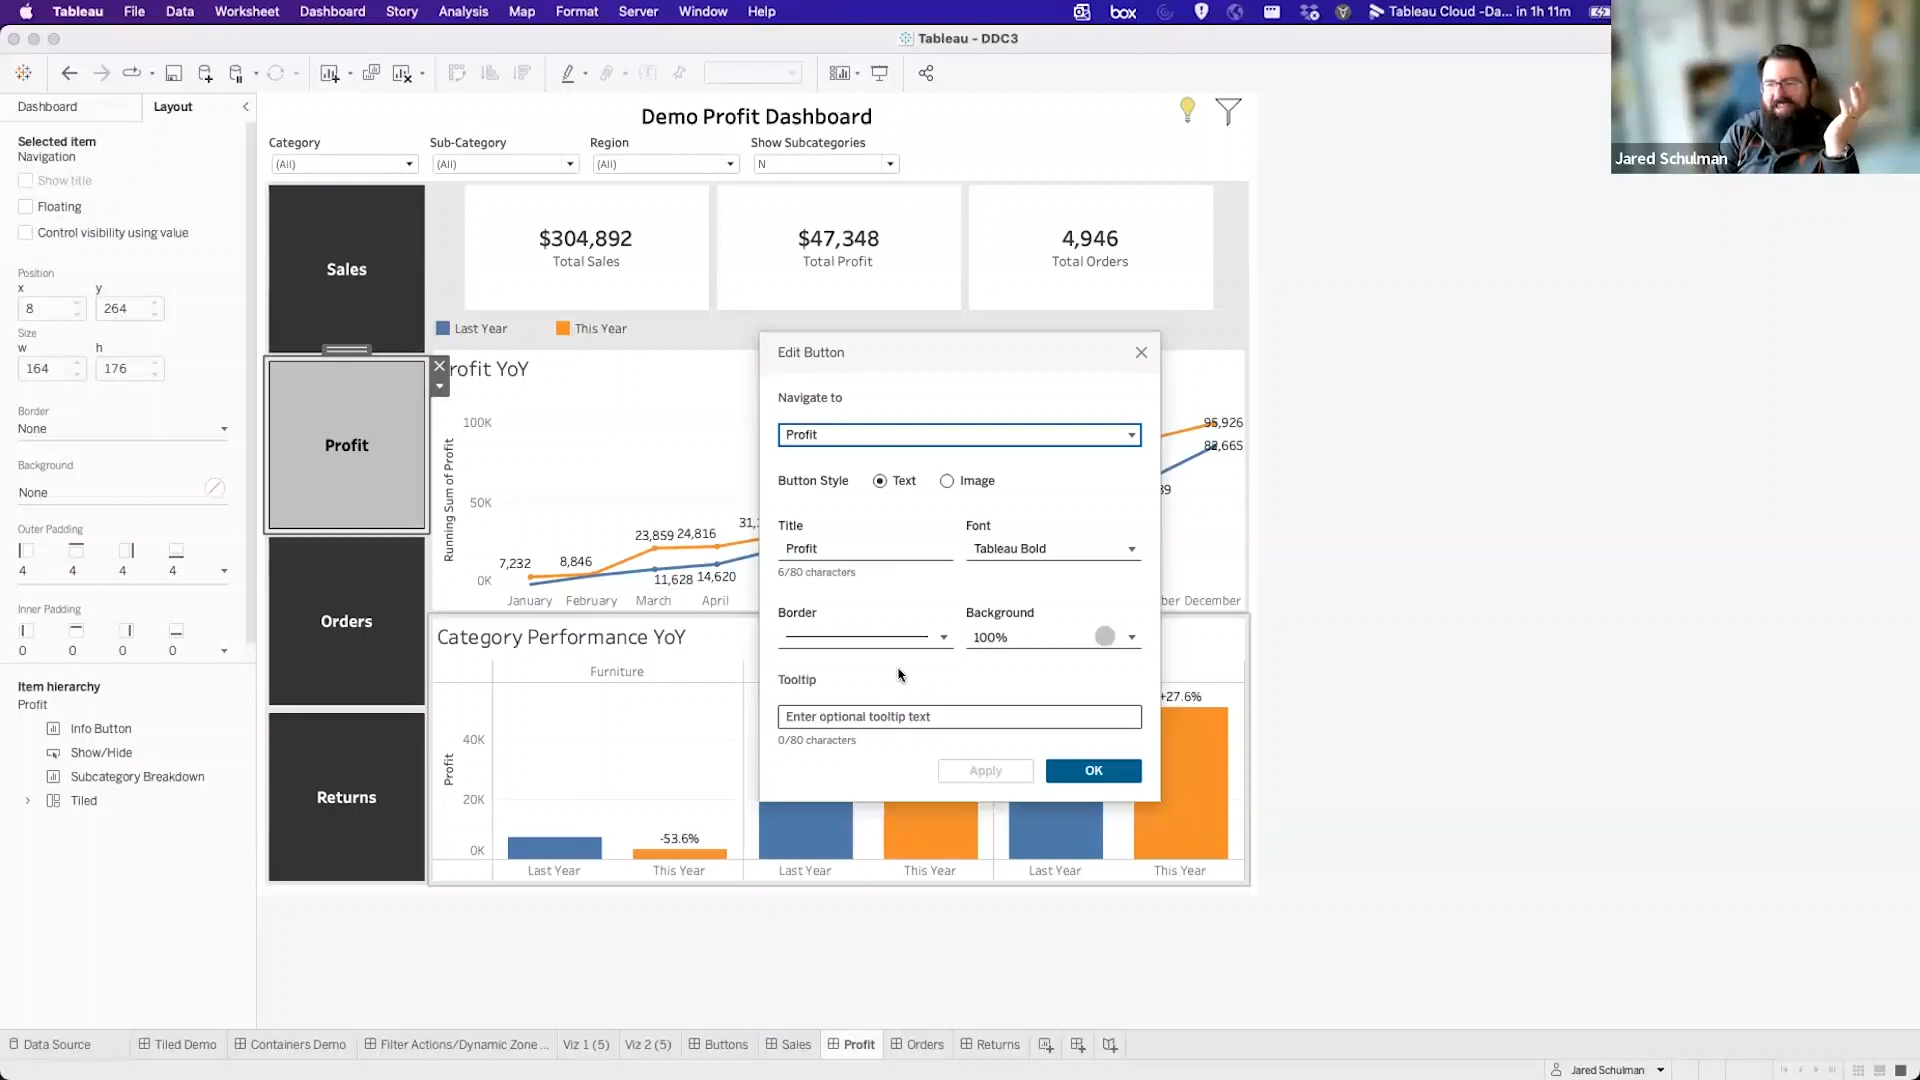 Tableau File Data Worksheet Dashboard Story Analysis Map Format Server Window Help box Tableau Cloud -Da... in 1h 11m
Tableau - DDC3
Dashboard Layout
Selected item
Navigation
Show title
Floating
Control visibility using value
Position
x y
8 264
Size
w h
164 176
Border
None
Background
None
Outer Padding
4 4 4 4
Inner Padding
0 0 0 0
Item hierarchy
Profit
Info Button
Show/Hide
Subcategory Breakdown
Tiled
Demo Profit Dashboard
Category Sub-Category Region Show Subcategories
(All) (All) (All) N
Sales
Profit
Orders
Returns
$304,892 $47,348 4,946
Total Sales Total Profit Total Orders
Last Year This Year
rofit YoY
Running Sum of Profit
100K
50K
0K
7,232 8,846 23,859 24,816 31,
11,628 14,620
95,926
82,665
39
January February March April ber December
Category Performance YoY
Furniture
Profit
40K
20K
0K
-53.6%
+27.6%
Last Year This Year Last Year This Year Last Year This Year
Edit Button
Navigate to
Profit
Button Style Text Image
Title Font
Profit Tableau Bold
6/80 characters
Border Background
100%
Tooltip
Enter optional tooltip text
0/80 characters
Apply OK
Jared Schulman
Data Source Tiled Demo Containers Demo Filter Actions/Dynamic Zone ... Viz 1 (5) Viz 2 (5) Buttons Sales Profit Orders Returns
Jared Schulman